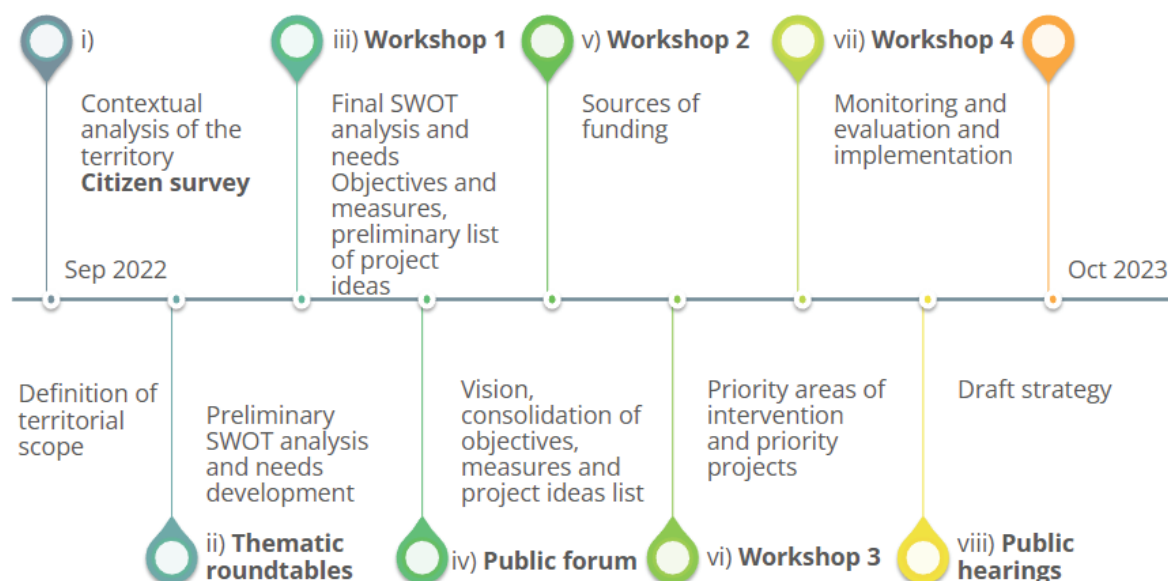 i)
Contextual
analysis of the
territory
Citizen survey
iii) Workshop 1
Final SWOT
analysis and
needs
Objectives and
measures,
preliminary list
of project
ideas
v) Workshop 2
Sources of
funding
vii) Workshop 4
Monitoring and
evaluation and
implementation
Sep 2022
Oct 2023
Definition of
territorial
scope
Preliminary
SWOT analysis
and needs
development
ii) Thematic
roundtables
Vision,
consolidation of
objectives,
measures and
project ideas list
iv) Public forum
Priority areas of
intervention
and priority
projects
vi) Workshop 3
Draft strategy
viii) Public
hearings